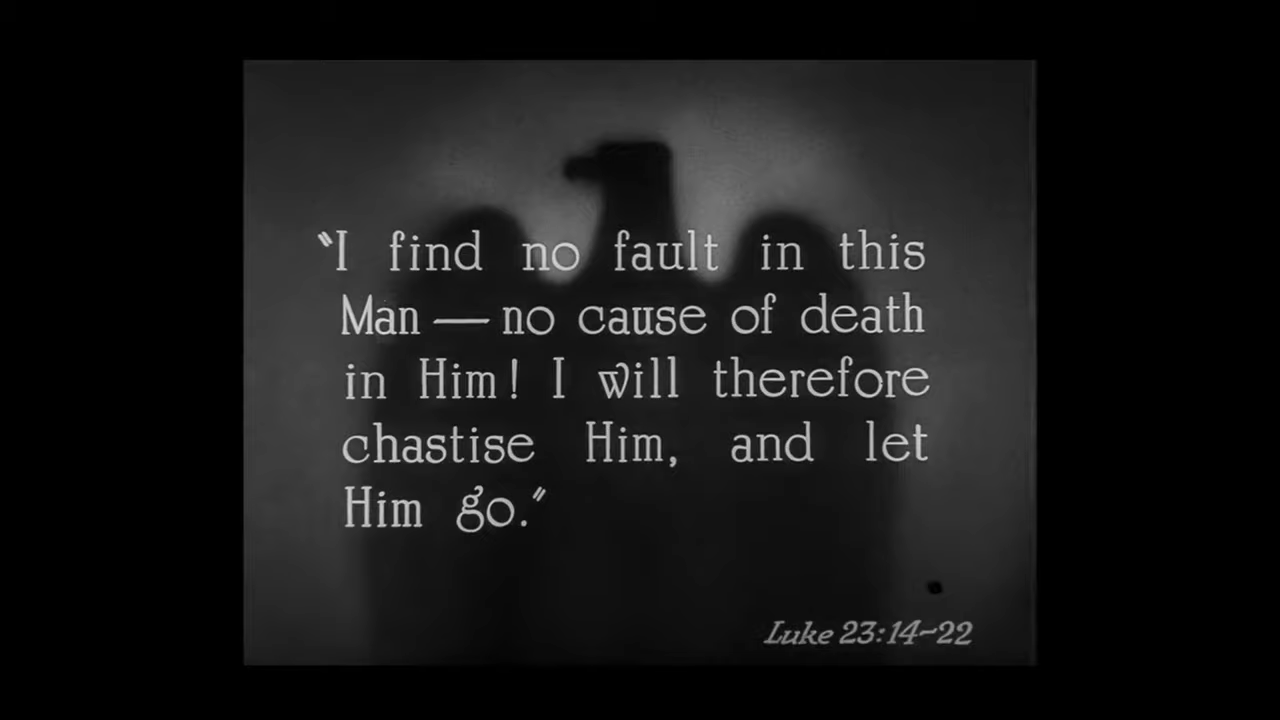 "I find no fault in this
Man — no cause of death
in Him! I will therefore
chastise Him, and let
Him go."
Luke 23:14~22